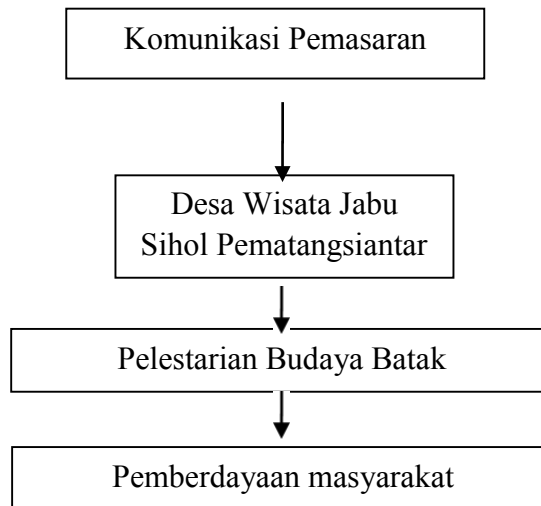 Komunikasi Pemasaran
Desa Wisata Jabu
Sihol Pematangsiantar
Pelestarian Budaya Batak
Pemberdayaan masyarakat